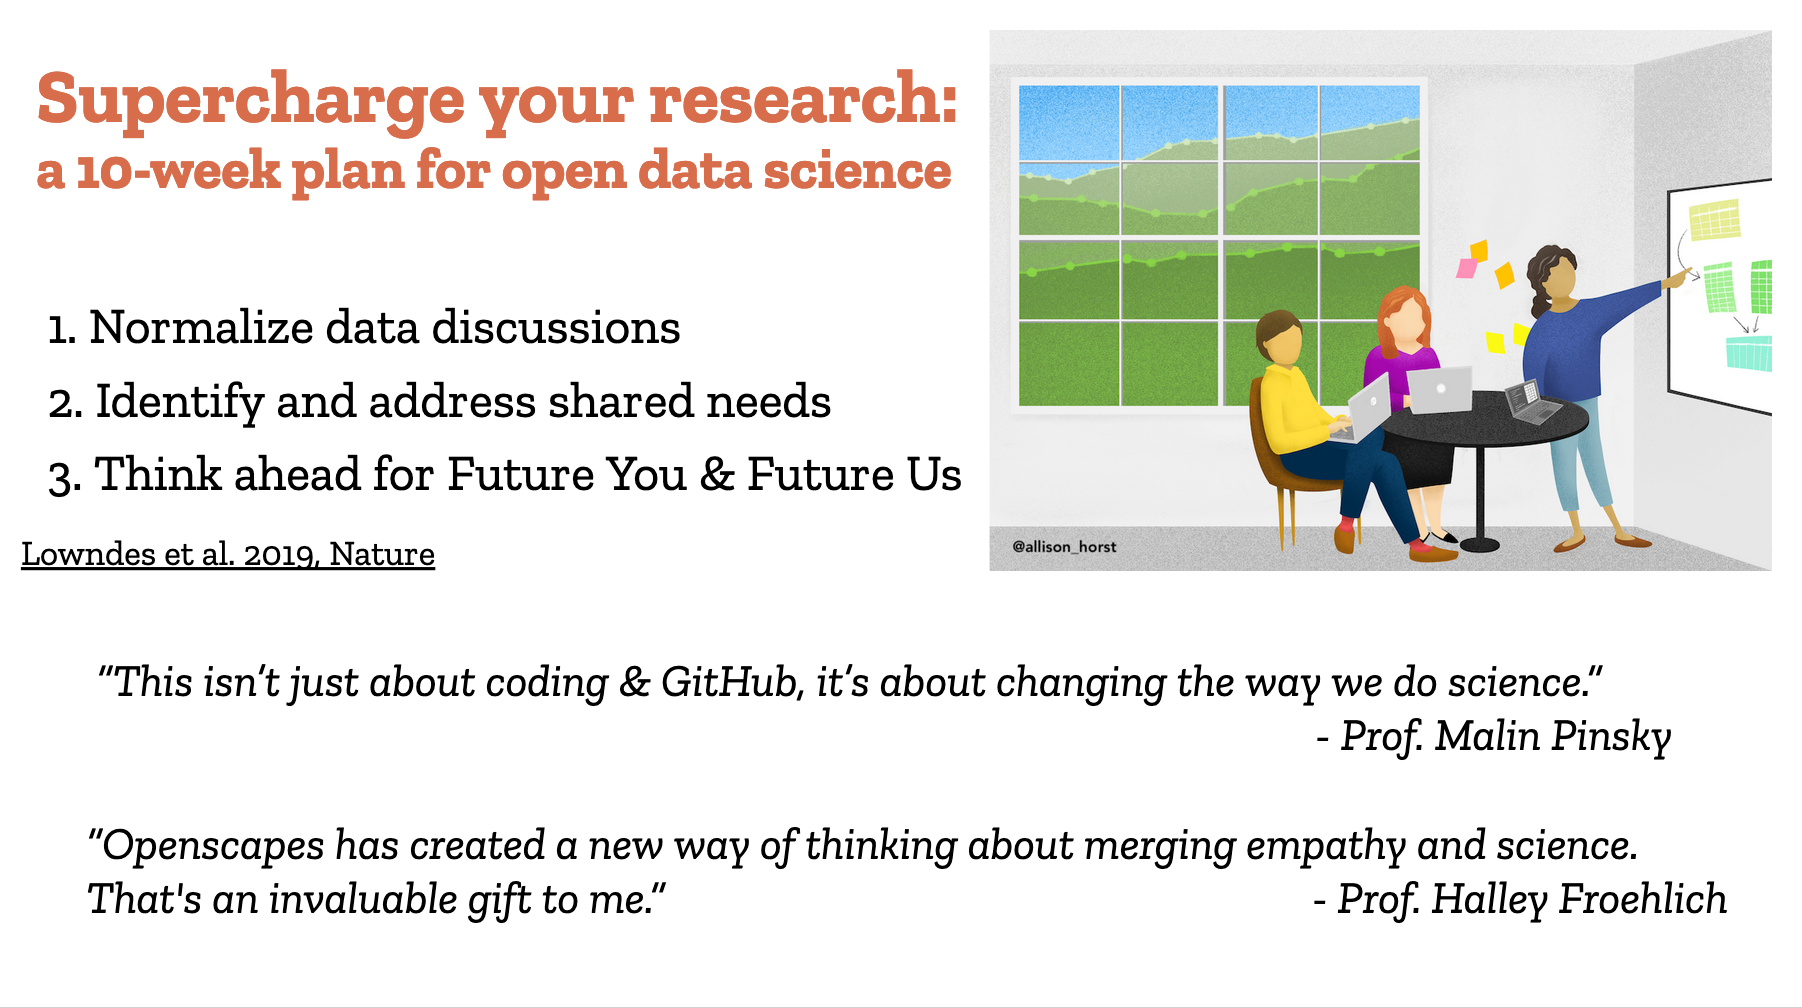 Supercharge your research:
a 10-week plan for open data science
1. Normalize data discussions
2. Identify and address shared needs
3. Think ahead for Future You & Future Us
Lowndes et al. 2019, Nature
@allison_horst
“This isn’t just about coding & GitHub, it’s about changing the way we do science.”
- Prof. Malin Pinsky
“Openscapes has created a new way of thinking about merging empathy and science.
That's an invaluable gift to me.” - Prof. Halley Froehlich